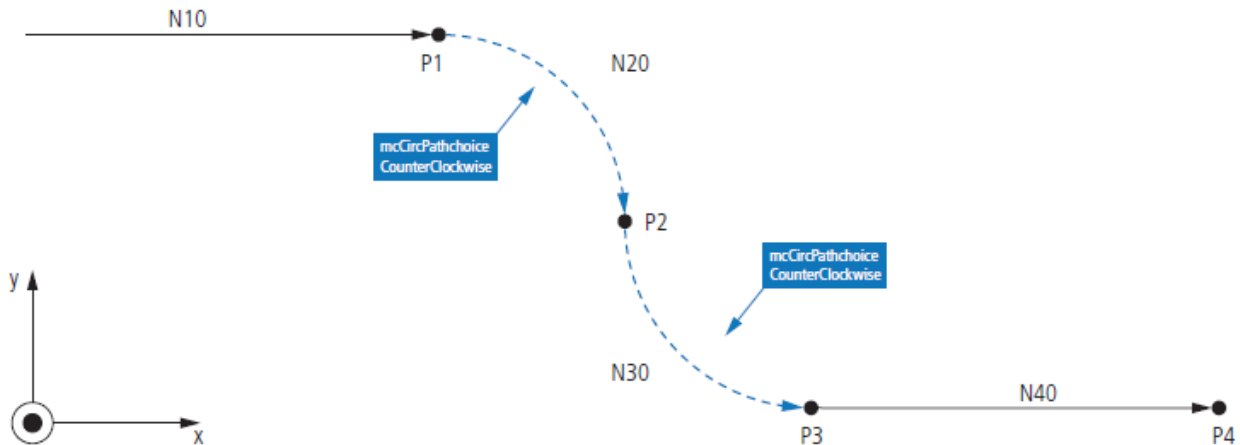 N10
P1
N20
mcCircPathchoice
CounterClockwise
P2
mcCircPathchoice
CounterClockwise
y
N30
N40
x
P3
P4